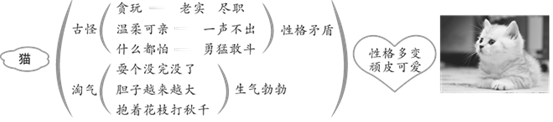 猫
古怪
贪玩 —— 老实 尽职
温柔可亲 —— 一声不出
什么都怕 —— 勇猛敢斗
性格矛盾
淘气
耍个没完没了
胆子越来越大
抱着花枝打秋千
生气勃勃
性格多变
顽皮可爱